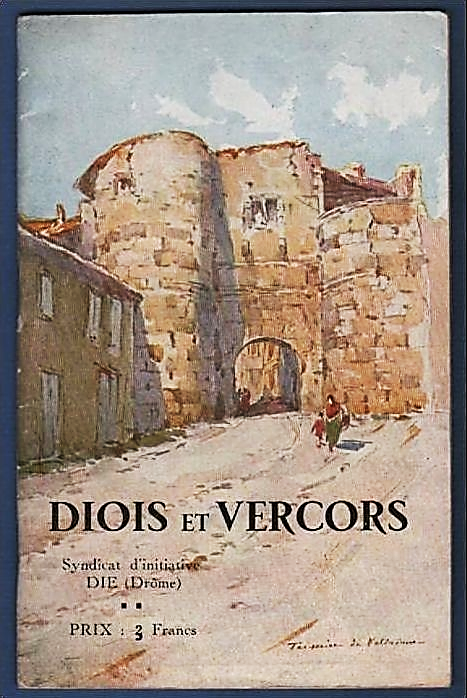 DIOIS ET VERCORS
Syndicat d'initiative
DIE (Drôme)
PRIX : 3 Francs